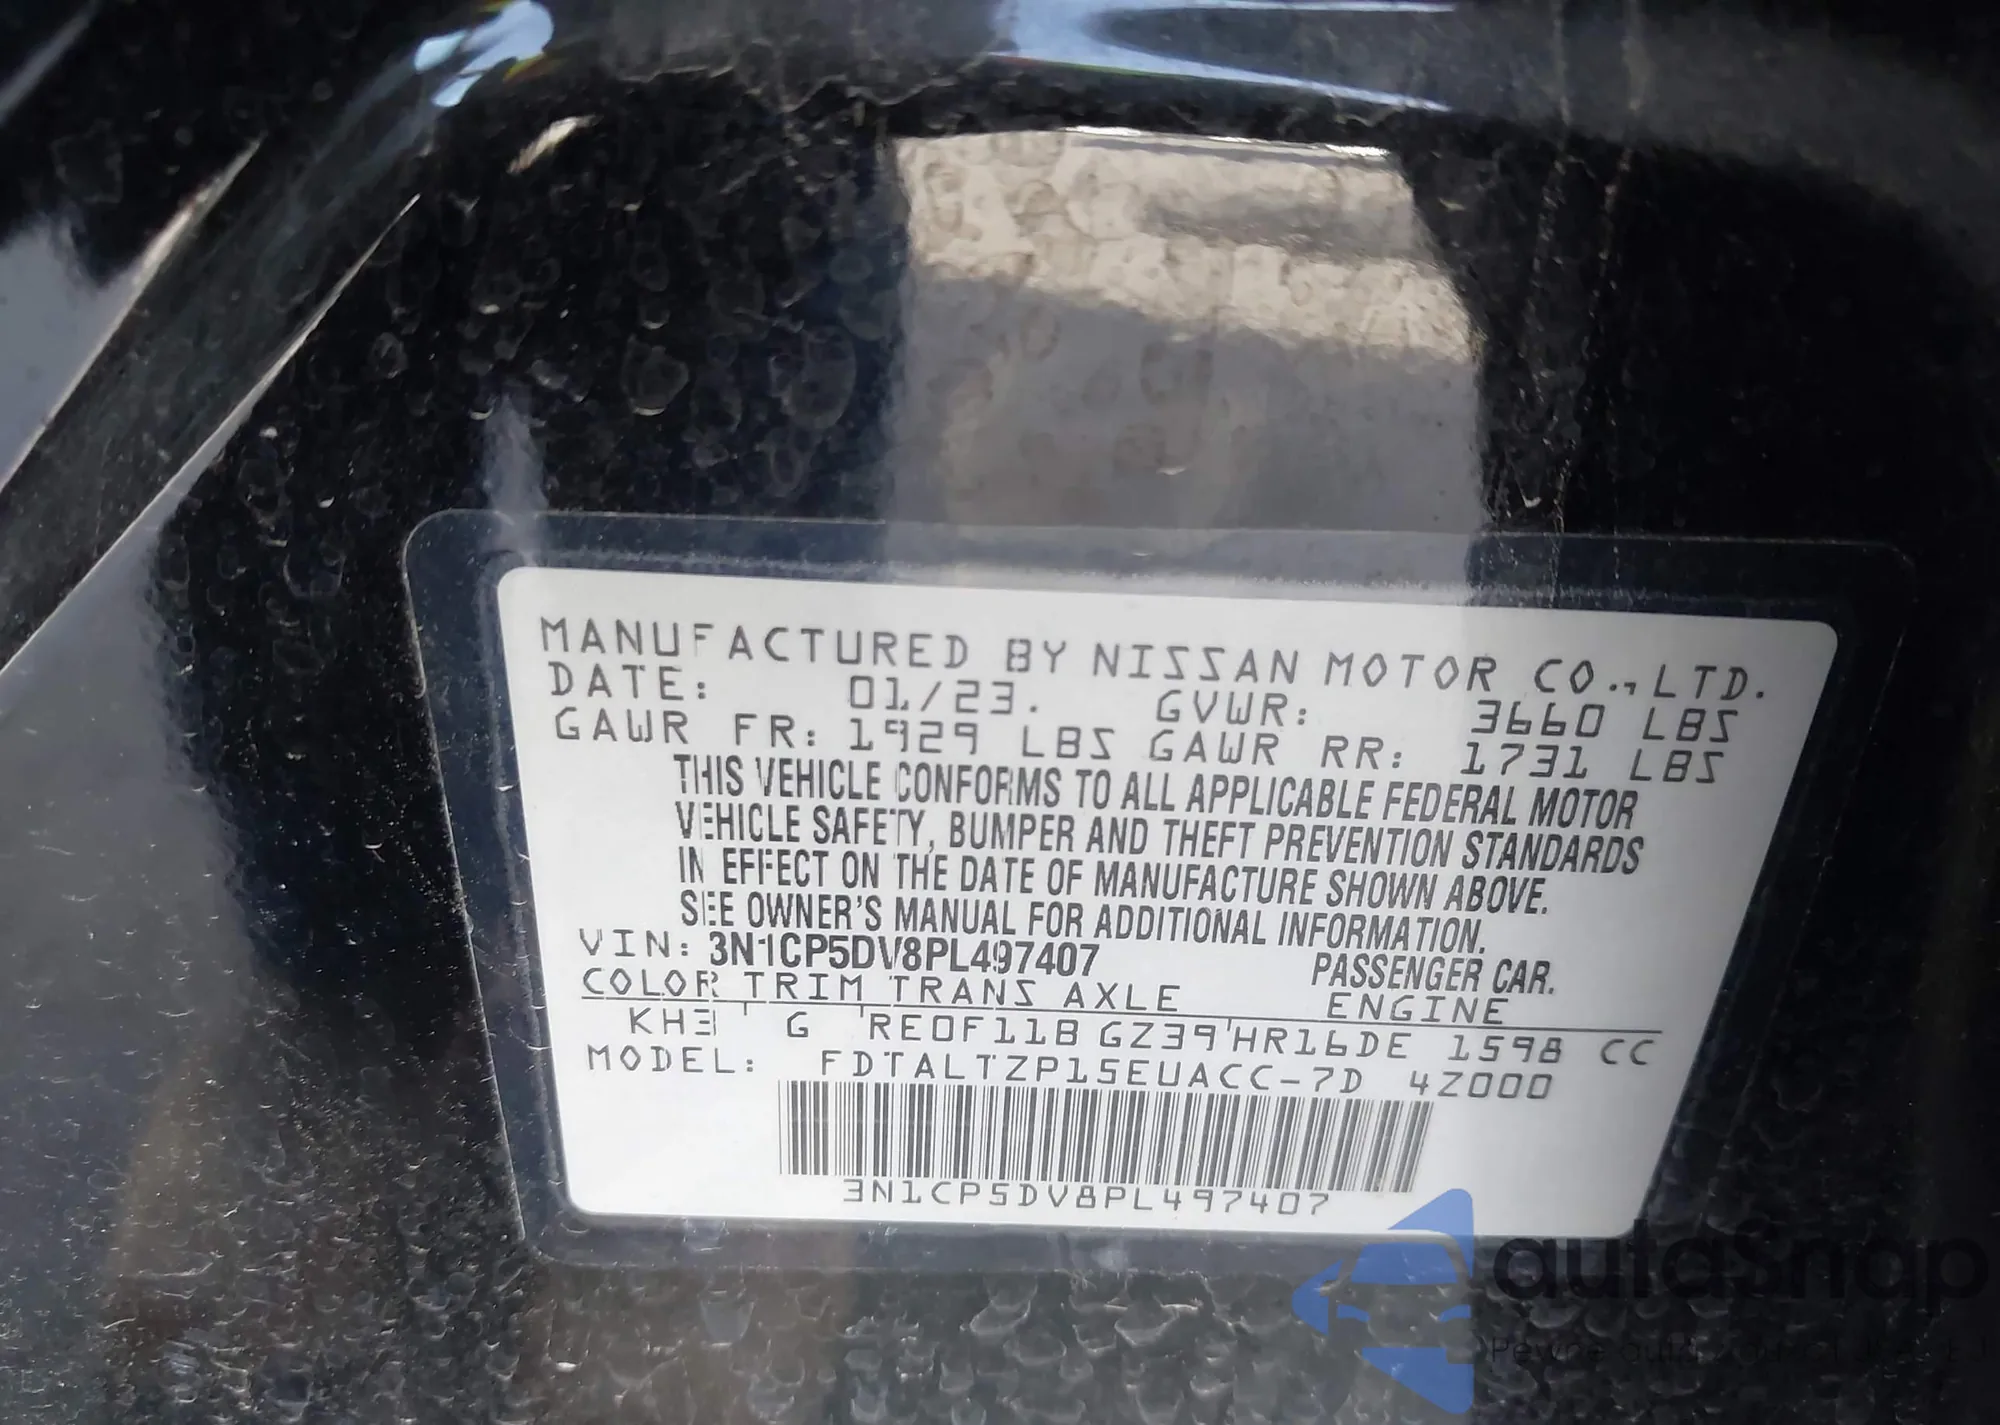 MANUFACTURED BY NISSAN MOTOR CO., LTD.
DATE: 01/23. GVWR: 3660 LBS
GAWR FR: 1929 LBS GAWR RR: 1731 LBS
THIS VEHICLE CONFORMS TO ALL APPLICABLE FEDERAL MOTOR
VEHICLE SAFETY, BUMPER AND THEFT PREVENTION STANDARDS
IN EFFECT ON THE DATE OF MANUFACTURE SHOWN ABOVE.
SEE OWNER'S MANUAL FOR ADDITIONAL INFORMATION.
VIN: 3N1CP5DV8PL497407 PASSENGER CAR.
COLOR TRIM TRANS AXLE ENGINE
KH3 G RE0F11B GZ39 HR16DE 1598 CC
MODEL: FDTALTZP15EUACC-7D 4Z000
3N1CP5DV8PL497407
autaSnap
Pewne auta z